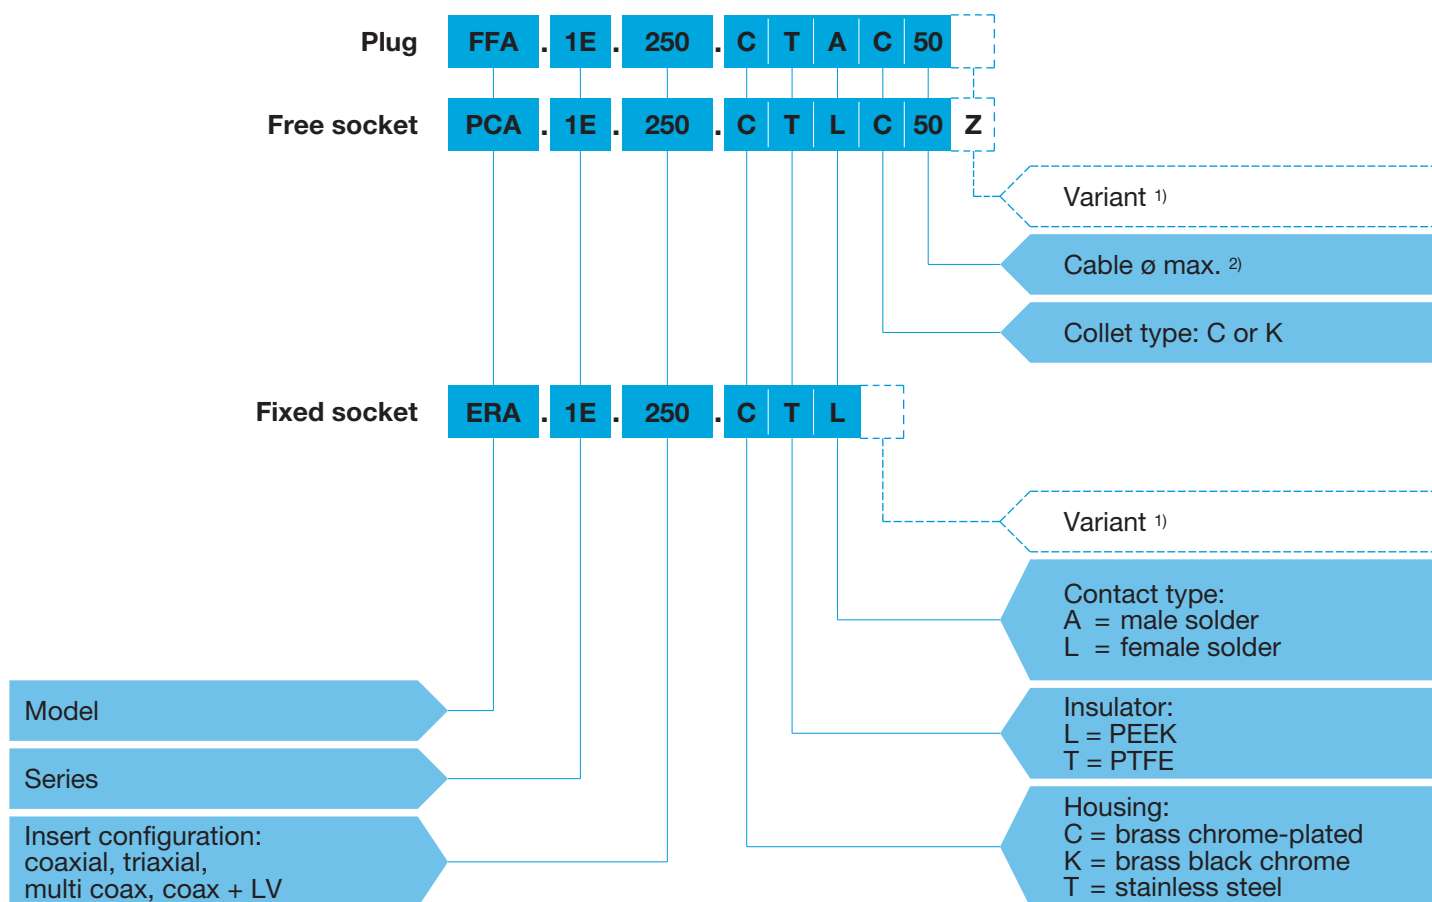 Plug FFA . 1E . 250 . C T A C 50
Free socket PCA . 1E . 250 . C T L C 50 Z
Variant 1)
Cable ø max. 2)
Collet type: C or K
Fixed socket ERA . 1E . 250 . C T L
Variant 1)
Contact type:
A = male solder
L = female solder
Model
Insulator:
L = PEEK
T = PTFE
Series
Housing:
C = brass chrome-plated
K = brass black chrome
T = stainless steel
Insert configuration:
coaxial, triaxial,
multi coax, coax + LV